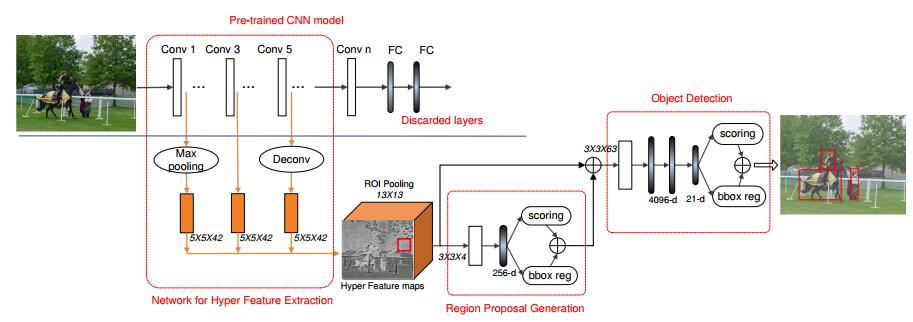 Pre-trained CNN model
Conv 1 Conv 3 Conv 5 Conv n FC FC
... ... ...
Discarded layers
Max
pooling
Deconv
5X5X42 5X5X42 5X5X42
Network for Hyper Feature Extraction
ROI Pooling
13X13
Hyper Feature maps
3X3X4
256-d
scoring
bbox reg
Region Proposal Generation
Object Detection
3X3X63
4096-d
21-d
scoring
bbox reg